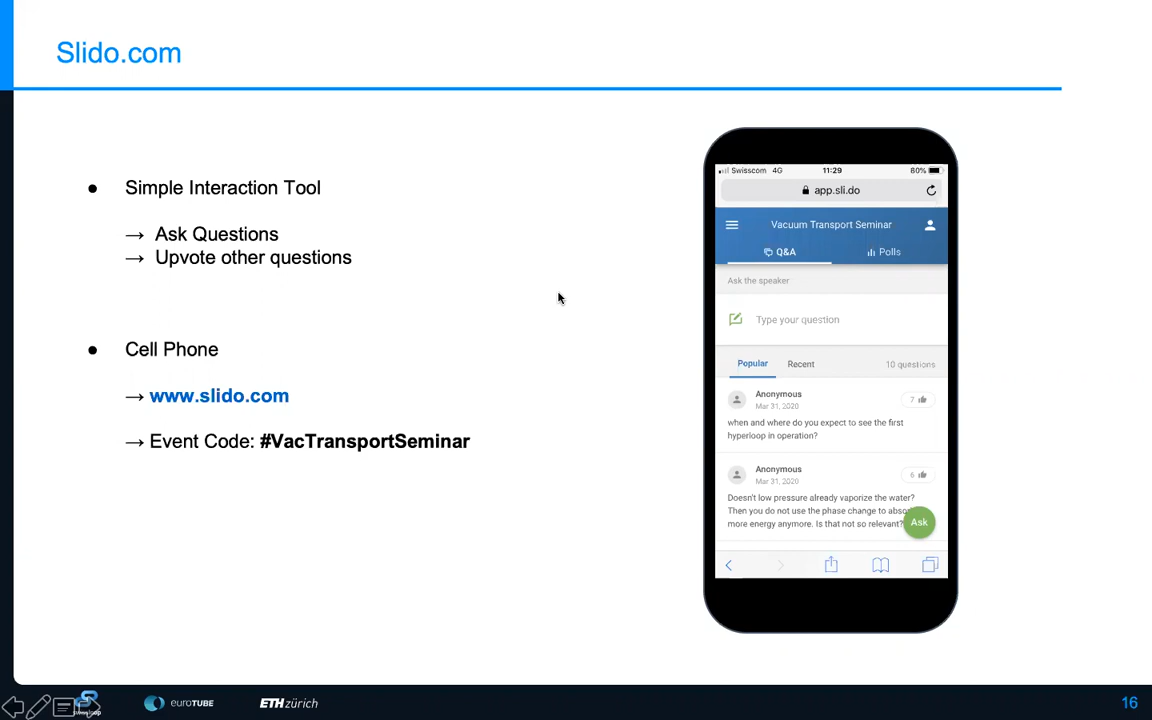 Slido.com
● Simple Interaction Tool
→ Ask Questions
→ Upvote other questions
● Cell Phone
→ www.slido.com
→ Event Code: #VacTransportSeminar
Swisscom 4G 11:29 80%
app.sli.do
Vacuum Transport Seminar
Q&A Polls
Ask the speaker
Type your question
Popular Recent 10 questions
Anonymous 7
Mar 31, 2020
when and where do you expect to see the first
hyperloop in operation?
Anonymous 6
Mar 31, 2020
Doesn't low pressure already vaporize the water?
Then you do not use the phase change to abso
more energy anymore. Is that not so relevant?
Ask
euroTUBE ETH zürich 16